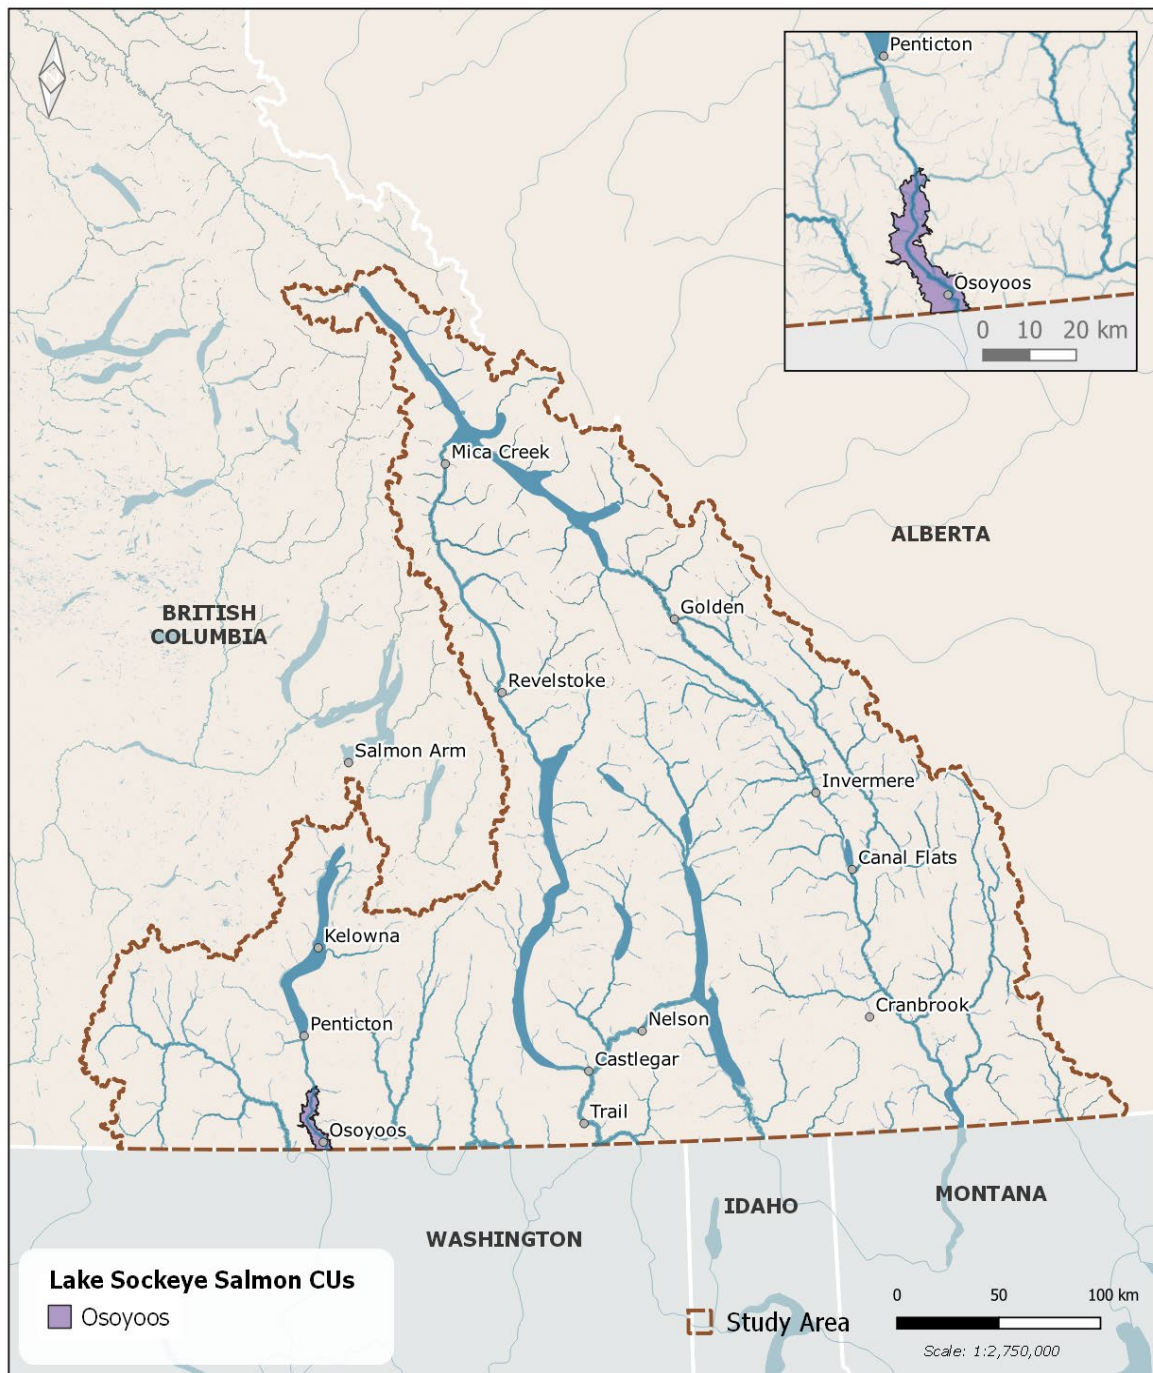 Penticton
Osoyoos
0 10 20 km
Mica Creek
ALBERTA
BRITISH
COLUMBIA
Golden
Revelstoke
Salmon Arm
Invermere
Canal Flats
Kelowna
Cranbrook
Penticton
Nelson
Castlegar
Trail
Osoyoos
MONTANA
IDAHO
WASHINGTON
Lake Sockeye Salmon CUs
Osoyoos
Study Area
0 50 100 km
Scale: 1:2,750,000